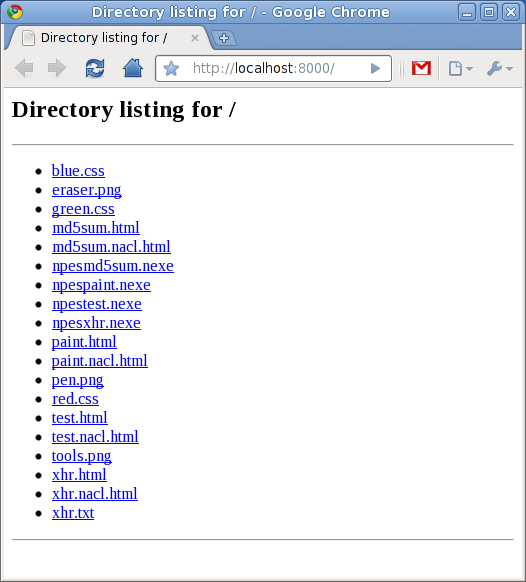 Directory listing for / - Google Chrome
Directory listing for /
http://localhost:8000/
Directory listing for /
blue.css
eraser.png
green.css
md5sum.html
md5sum.nacl.html
npesmd5sum.nexe
npespaint.nexe
npestest.nexe
npesxhr.nexe
paint.html
paint.nacl.html
pen.png
red.css
test.html
test.nacl.html
tools.png
xhr.html
xhr.nacl.html
xhr.txt